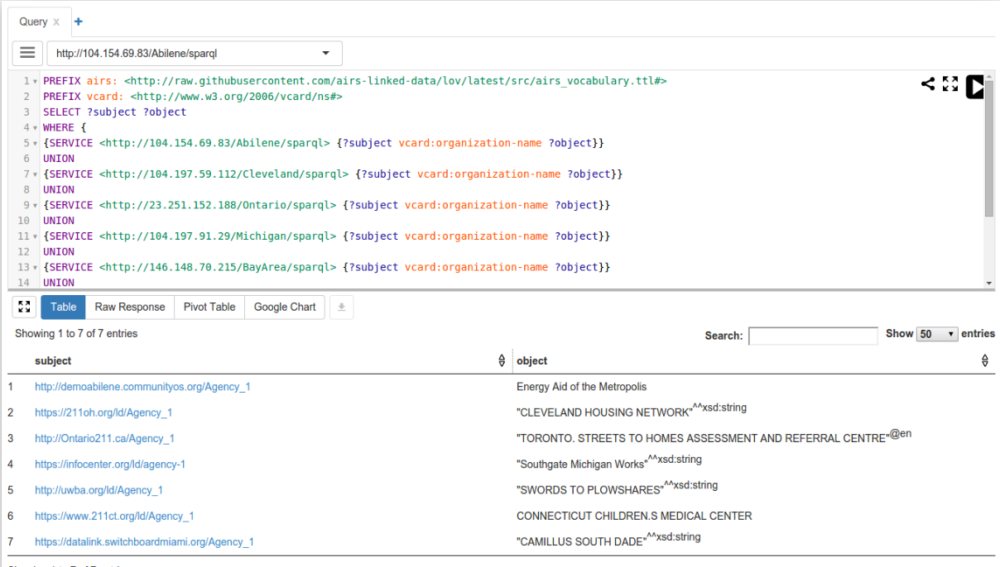 Query x +
http://104.154.69.83/Abilene/sparql
1 PREFIX airs: <http://raw.githubusercontent.com/airs-linked-data/lov/latest/src/airs_vocabulary.ttl#>
2 PREFIX vcard: <http://www.w3.org/2006/vcard/ns#>
3 SELECT ?subject ?object
4 WHERE {
5 {SERVICE <http://104.154.69.83/Abilene/sparql> {?subject vcard:organization-name ?object}}
6 UNION
7 {SERVICE <http://104.197.59.112/Cleveland/sparql> {?subject vcard:organization-name ?object}}
8 UNION
9 {SERVICE <http://23.251.152.188/Ontario/sparql> {?subject vcard:organization-name ?object}}
10 UNION
11 {SERVICE <http://104.197.91.29/Michigan/sparql> {?subject vcard:organization-name ?object}}
12 UNION
13 {SERVICE <http://146.148.70.215/BayArea/sparql> {?subject vcard:organization-name ?object}}
14 UNION
Table Raw Response Pivot Table Google Chart
Showing 1 to 7 of 7 entries Search: Show 50 entries
subject object
1 http://demoabilene.communityos.org/Agency_1 Energy Aid of the Metropolis
2 https://211oh.org/ld/Agency_1 "CLEVELAND HOUSING NETWORK"^^xsd:string
3 http://Ontario211.ca/Agency_1 "TORONTO. STREETS TO HOMES ASSESSMENT AND REFERRAL CENTRE"@en
4 https://infocenter.org/ld/agency-1 "Southgate Michigan Works"^^xsd:string
5 http://uwba.org/ld/Agency_1 "SWORDS TO PLOWSHARES"^^xsd:string
6 https://www.211ct.org/ld/Agency_1 CONNECTICUT CHILDREN.S MEDICAL CENTER
7 https://datalink.switchboardmiami.org/Agency_1 "CAMILLUS SOUTH DADE"^^xsd:string